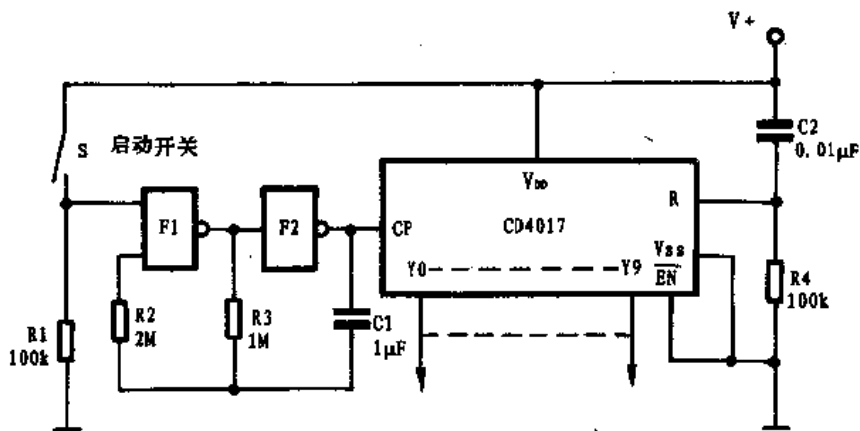 V +
S 启动开关
C2
0.01μF
F1
F2
CP
V_DD
CD4017
R
Y0
Y9
Vss
EN
R1
100k
R2
2M
R3
1M
C1
1μF
R4
100k